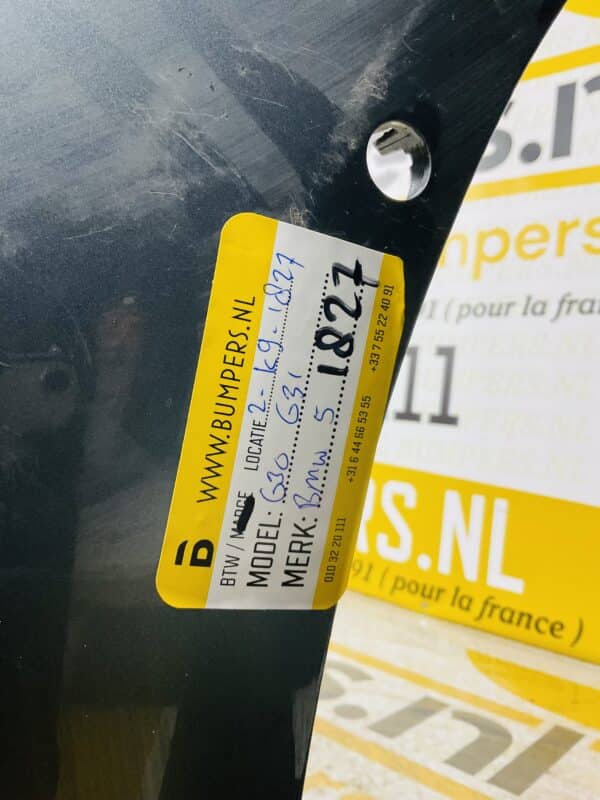 WWW.BUMPERS.NL
BTW / MARGE LOCATIE 2-K9-1827
MODEL: G30 G31
MERK: BMW 5 1827
010 32 20 111 +31 6 44 66 53 55 +33 7 55 22 40 91
s.n
mpers
91 ( pour la fra
11
RS.NL
91 ( pour la france )
s.nl